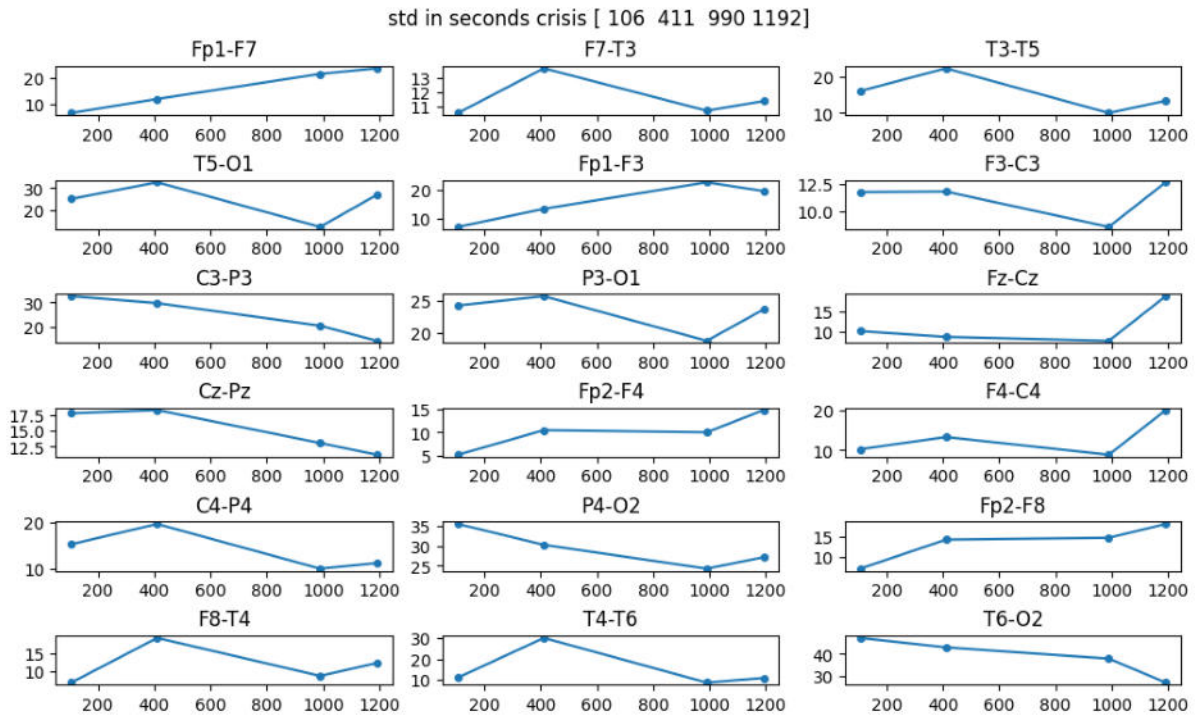 std in seconds crisis [ 106  411  990 1192]
Fp1-F7 F7-T3 T3-T5
20 13 20
12
10 11 10
200 400 600 800 1000 1200 200 400 600 800 1000 1200 200 400 600 800 1000 1200
T5-O1 Fp1-F3 F3-C3
30 20 12.5
20 10 10.0
200 400 600 800 1000 1200 200 400 600 800 1000 1200 200 400 600 800 1000 1200
C3-P3 P3-O1 Fz-Cz
30 25 15
20 20 10
200 400 600 800 1000 1200 200 400 600 800 1000 1200 200 400 600 800 1000 1200
Cz-Pz Fp2-F4 F4-C4
17.5 15 20
15.0 10
12.5 5 10
200 400 600 800 1000 1200 200 400 600 800 1000 1200 200 400 600 800 1000 1200
C4-P4 P4-O2 Fp2-F8
20 35 15
30
10 25 10
200 400 600 800 1000 1200 200 400 600 800 1000 1200 200 400 600 800 1000 1200
F8-T4 T4-T6 T6-O2
15 30 40
20
10 10 30
200 400 600 800 1000 1200 200 400 600 800 1000 1200 200 400 600 800 1000 1200